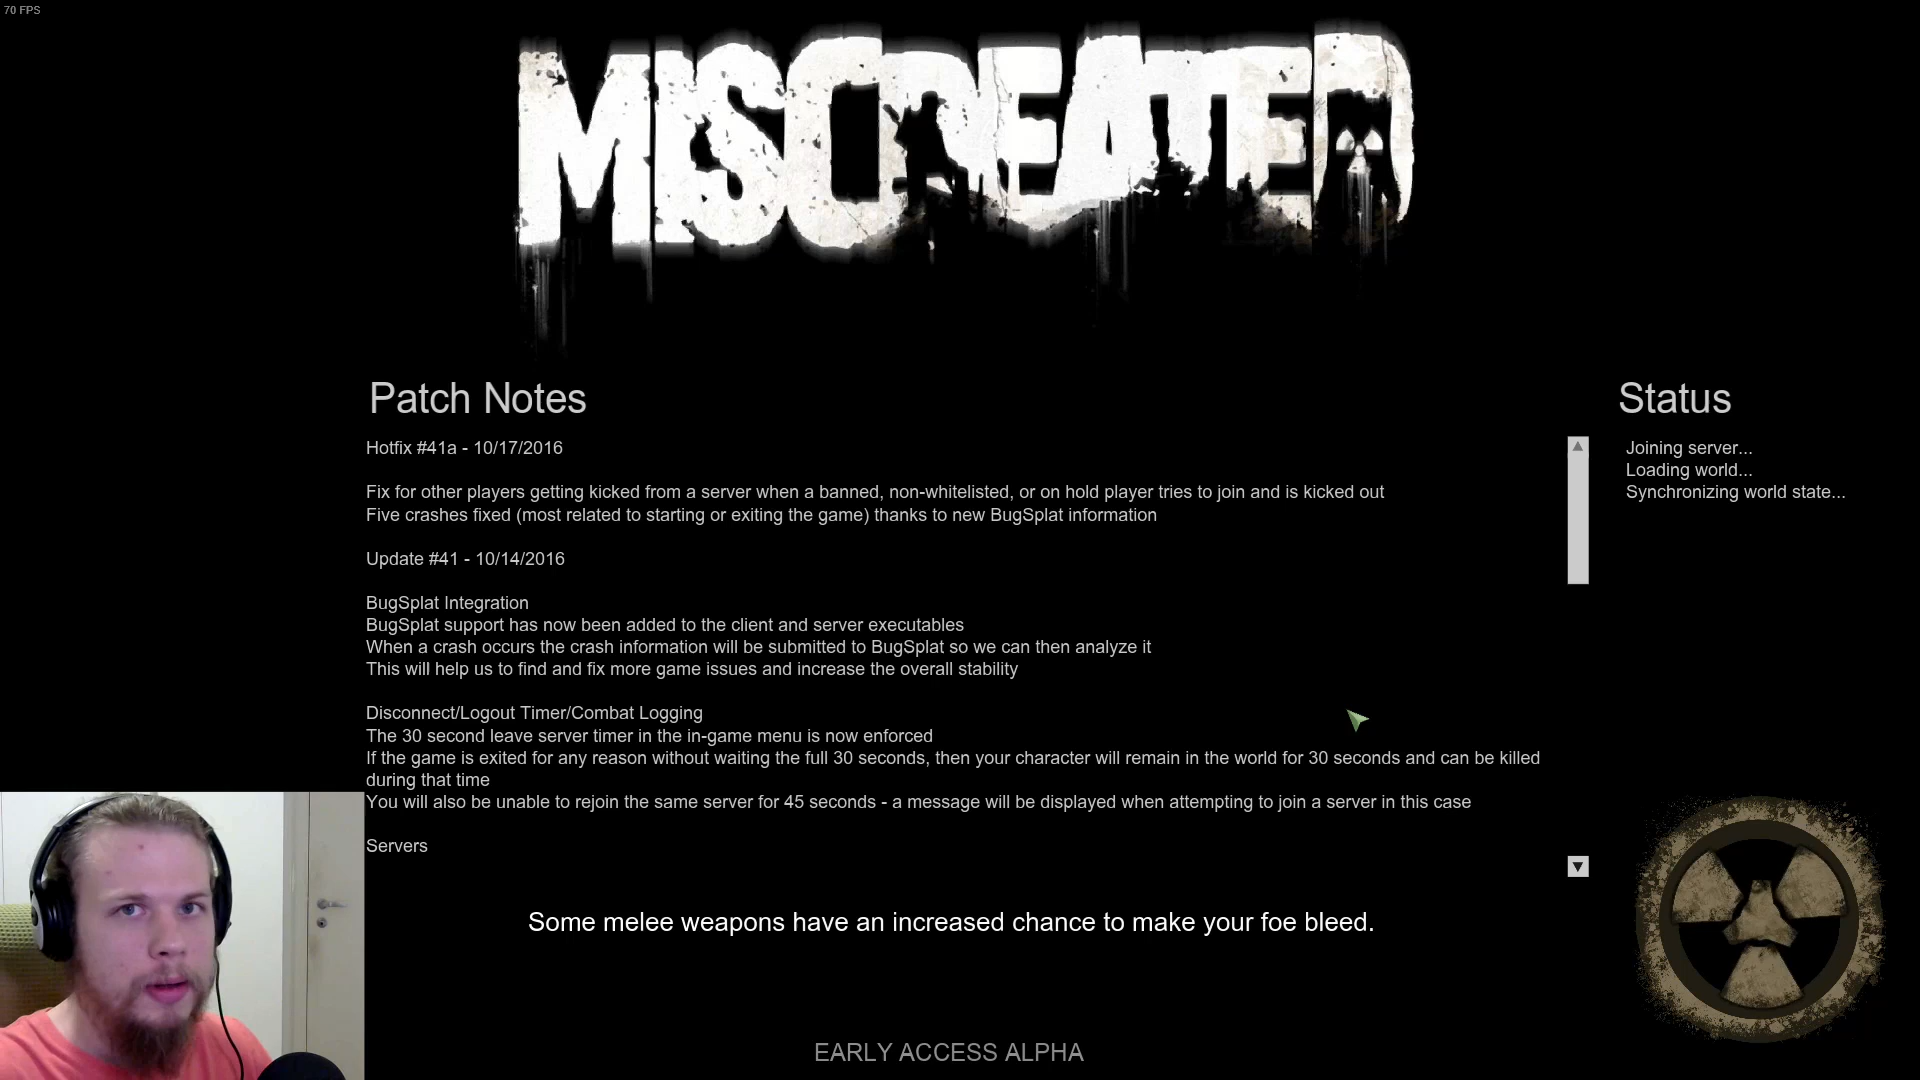 70 FPS
MISCREATED
Patch Notes
Hotfix #41a - 10/17/2016
Fix for other players getting kicked from a server when a banned, non-whitelisted, or on hold player tries to join and is kicked out
Five crashes fixed (most related to starting or exiting the game) thanks to new BugSplat information
Update #41 - 10/14/2016
BugSplat Integration
BugSplat support has now been added to the client and server executables
When a crash occurs the crash information will be submitted to BugSplat so we can then analyze it
This will help us to find and fix more game issues and increase the overall stability
Disconnect/Logout Timer/Combat Logging
The 30 second leave server timer in the in-game menu is now enforced
If the game is exited for any reason without waiting the full 30 seconds, then your character will remain in the world for 30 seconds and can be killed
during that time
You will also be unable to rejoin the same server for 45 seconds - a message will be displayed when attempting to join a server in this case
Servers
Status
Joining server...
Loading world...
Synchronizing world state...
Some melee weapons have an increased chance to make your foe bleed.
EARLY ACCESS ALPHA